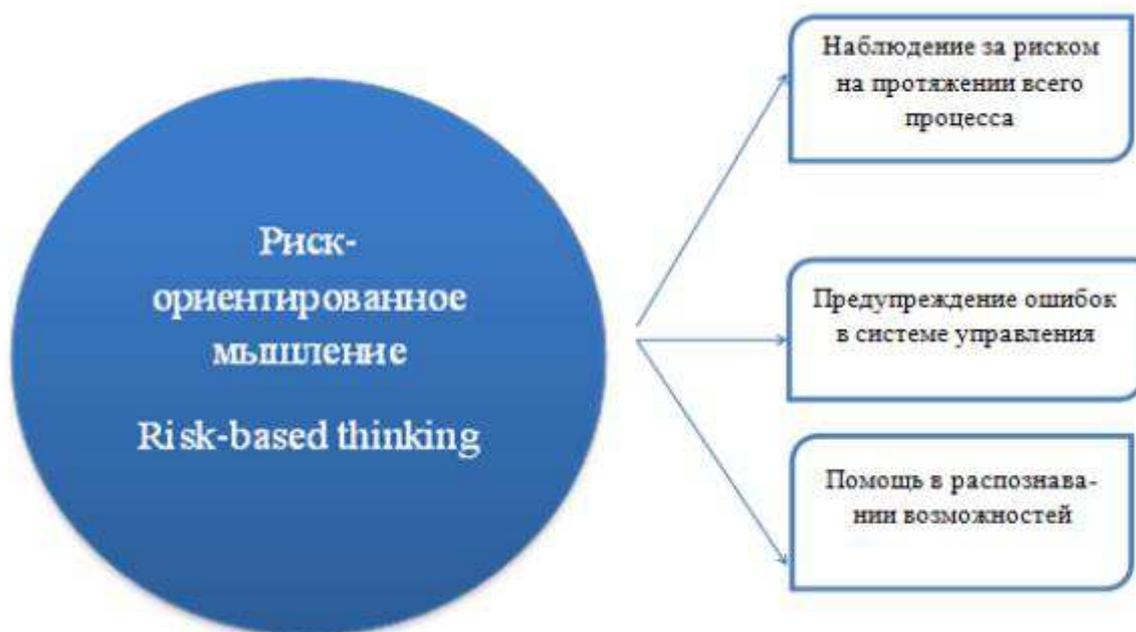 Риск-
ориентированное
мышление
Risk-based thinking
Наблюдение за риском
на протяжении всего
процесса
Предупреждение ошибок
в системе управления
Помощь в распознава-
нии возможностей